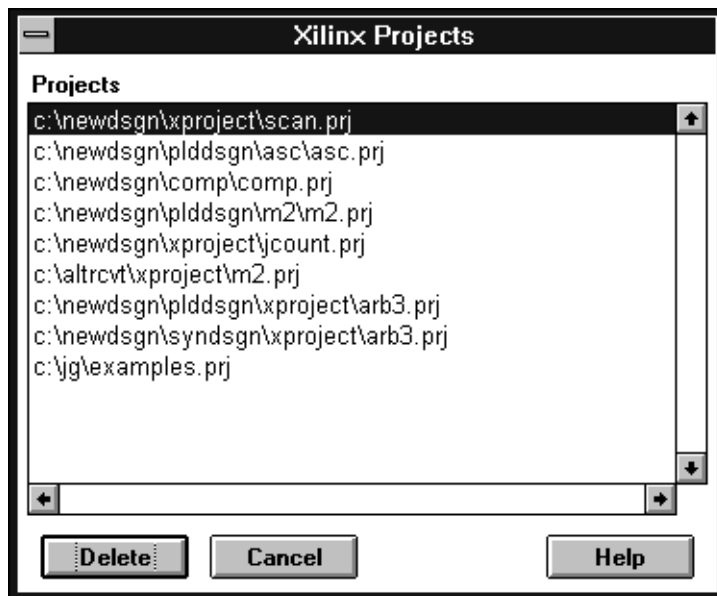 Xilinx Projects
Projects
c:\newdsgn\xproject\scan.prj
c:\newdsgn\plddsgn\asc\asc.prj
c:\newdsgn\comp\comp.prj
c:\newdsgn\plddsgn\m2\m2.prj
c:\newdsgn\xproject\jcount.prj
c:\altrcvt\xproject\m2.prj
c:\newdsgn\plddsgn\xproject\arb3.prj
c:\newdsgn\syndsgn\xproject\arb3.prj
c:\jg\examples.prj
Delete Cancel Help